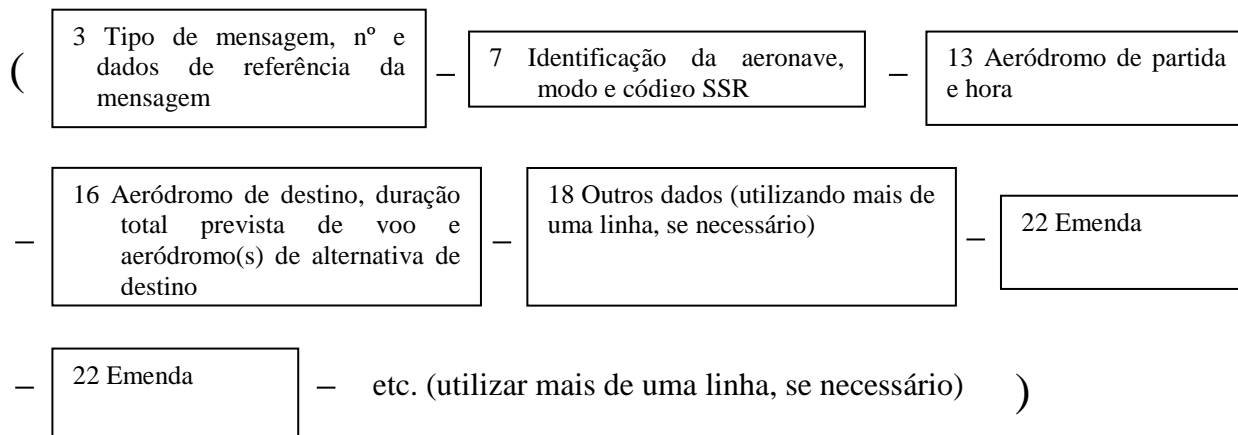 ( 3 Tipo de mensagem, nº e
dados de referência da
mensagem
–
7 Identificação da aeronave,
modo e código SSR
–
13 Aeródromo de partida
e hora
–
16 Aeródromo de destino, duração
total prevista de voo e
aeródromo(s) de alternativa de
destino
–
18 Outros dados (utilizando mais de
uma linha, se necessário)
–
22 Emenda
–
22 Emenda
– etc. (utilizar mais de uma linha, se necessário) )